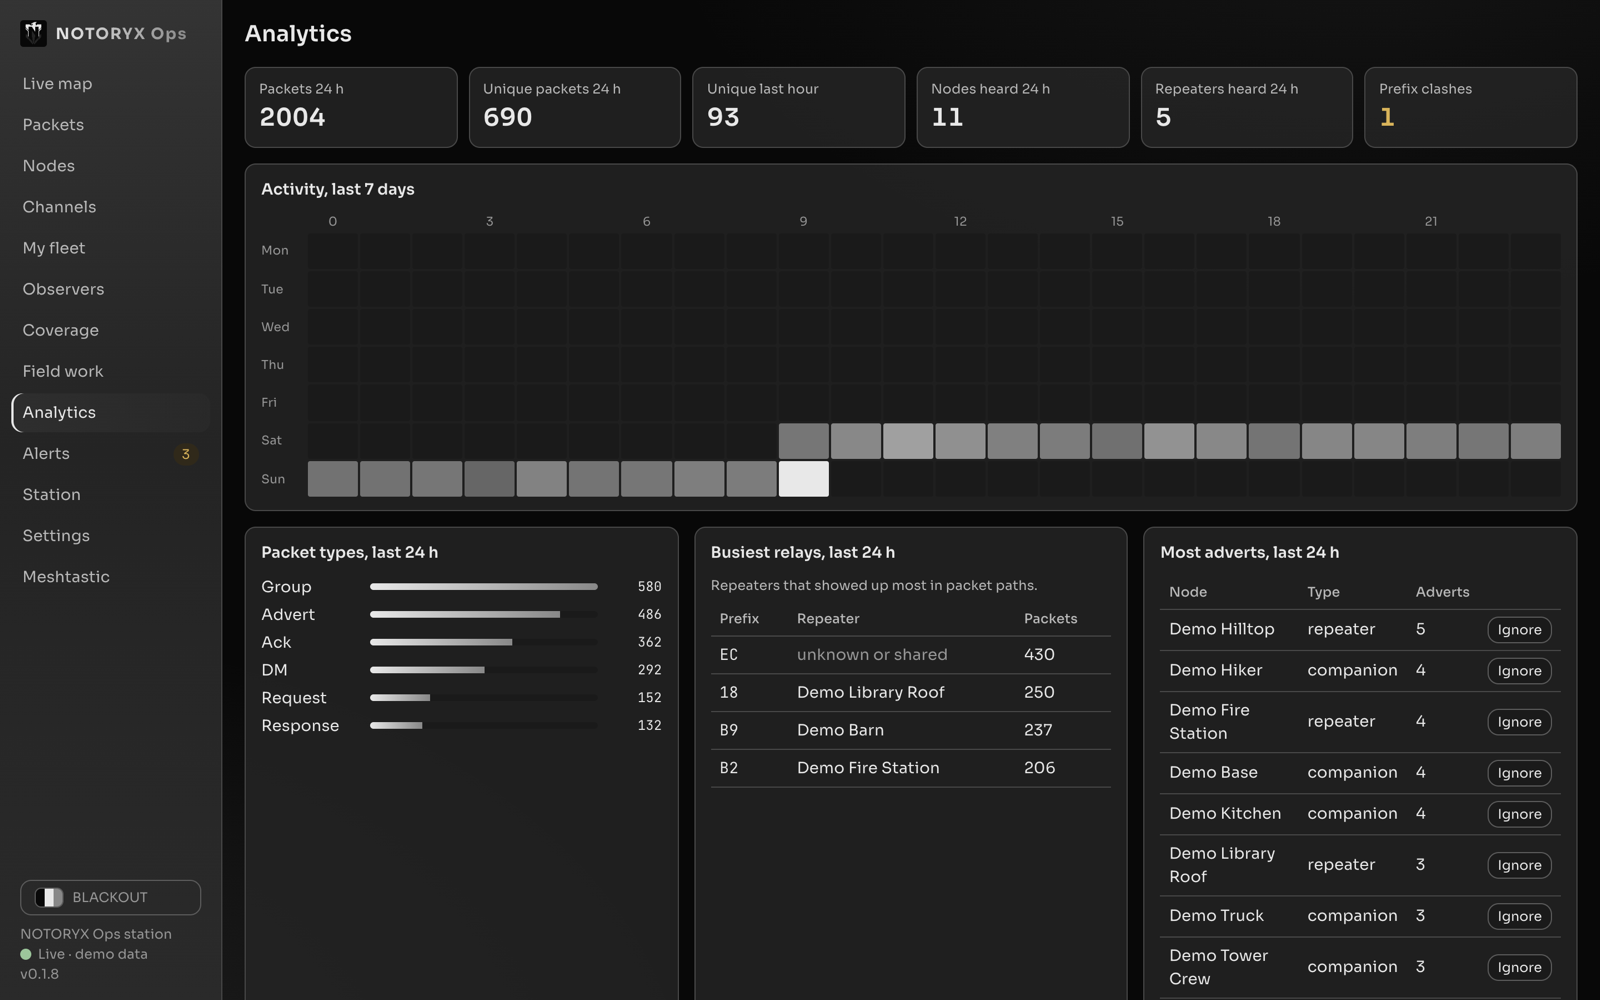 NOTORYX Ops
Live map
Packets
Nodes
Channels
My fleet
Observers
Coverage
Field work
Analytics
Alerts 3
Station
Settings
Meshtastic
BLACKOUT
NOTORYX Ops station
Live · demo data
v0.1.8
Analytics
Packets 24 h
2004
Unique packets 24 h
690
Unique last hour
93
Nodes heard 24 h
11
Repeaters heard 24 h
5
Prefix clashes
1
Activity, last 7 days
0 3 6 9 12 15 18 21
Mon
Tue
Wed
Thu
Fri
Sat
Sun
Packet types, last 24 h
Group 580
Advert 486
Ack 362
DM 292
Request 152
Response 132
Busiest relays, last 24 h
Repeaters that showed up most in packet paths.
Prefix Repeater Packets
EC unknown or shared 430
18 Demo Library Roof 250
B9 Demo Barn 237
B2 Demo Fire Station 206
Most adverts, last 24 h
Node Type Adverts
Demo Hilltop repeater 5 Ignore
Demo Hiker companion 4 Ignore
Demo Fire
Station repeater 4 Ignore
Demo Base companion 4 Ignore
Demo Kitchen companion 4 Ignore
Demo Library
Roof repeater 3 Ignore
Demo Truck companion 3 Ignore
Demo Tower
Crew companion 3 Ignore